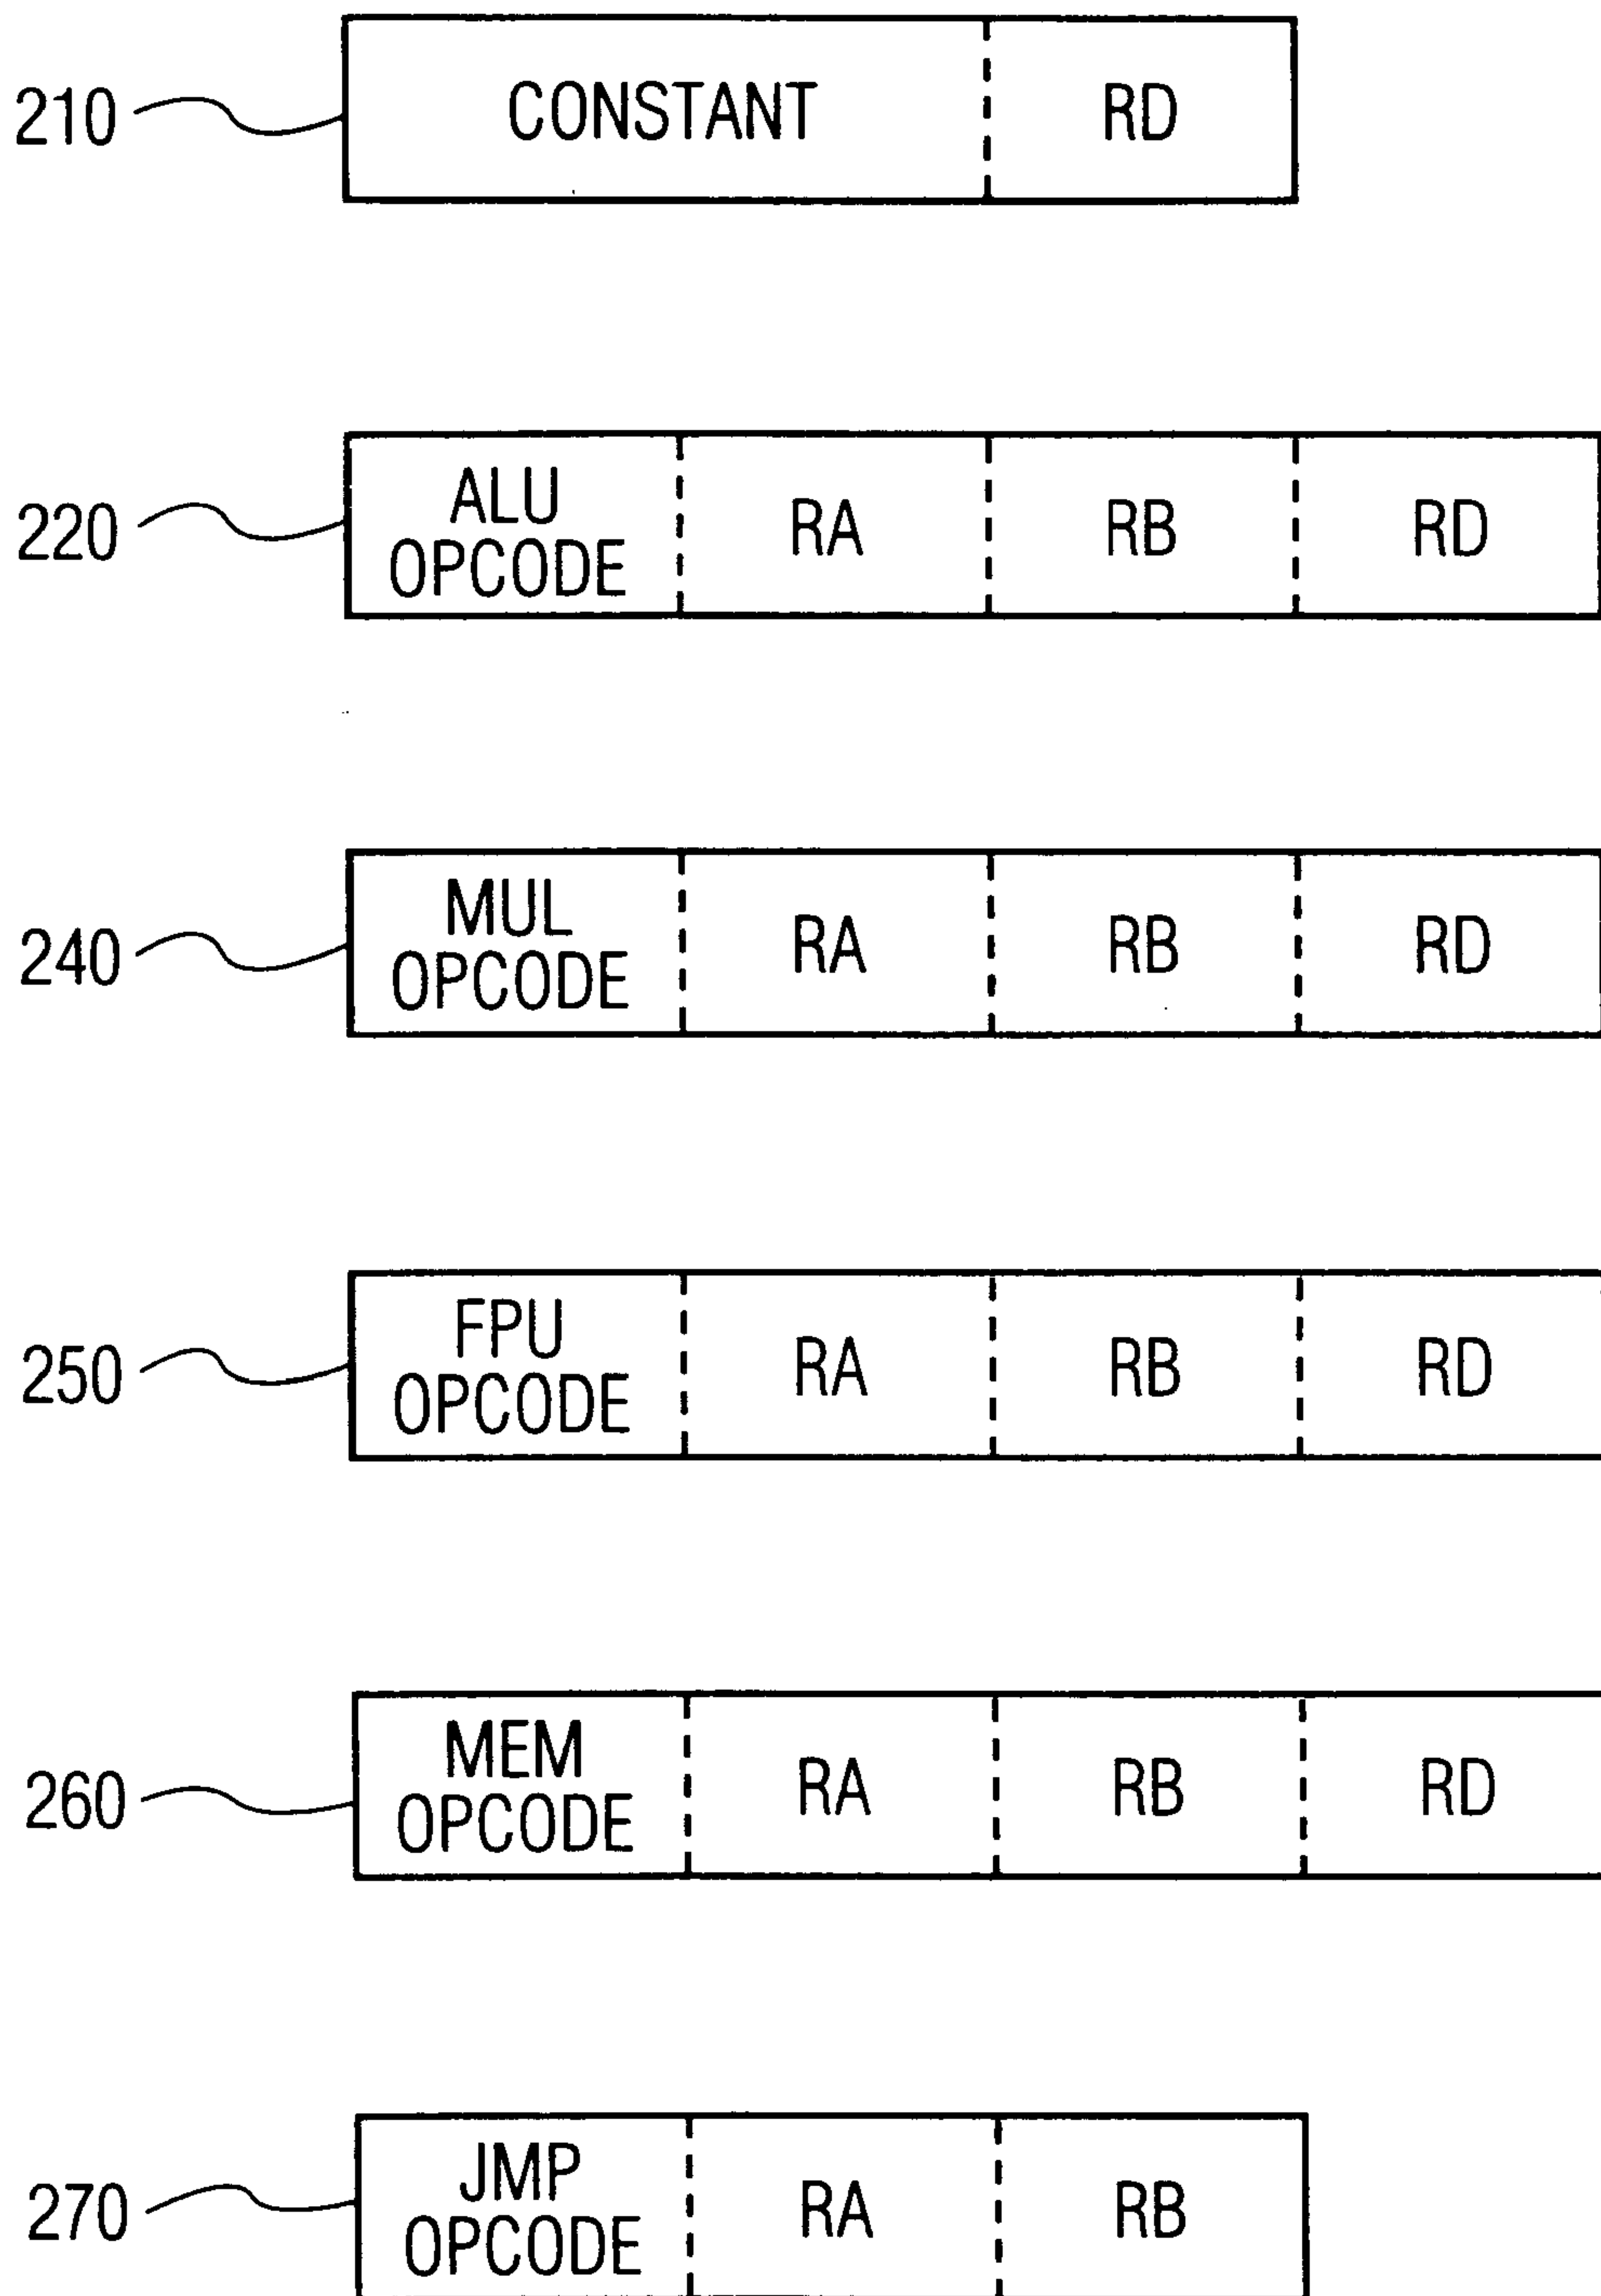 210 CONSTANT RD
220 ALU OPCODE RA RB RD
240 MUL OPCODE RA RB RD
250 FPU OPCODE RA RB RD
260 MEM OPCODE RA RB RD
270 JMP OPCODE RA RB